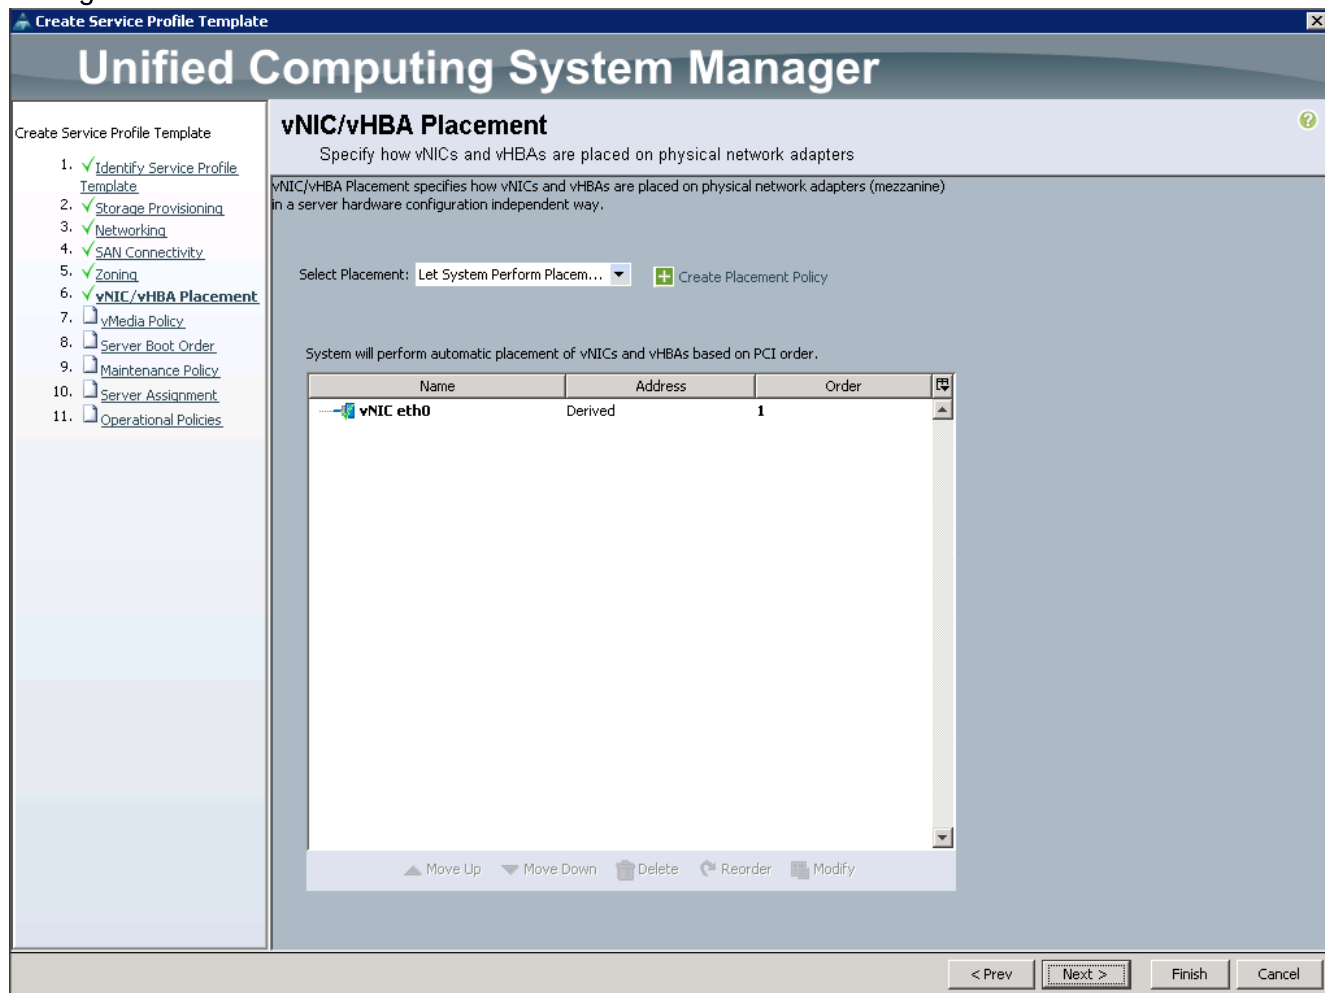 Create Service Profile Template
Unified Computing System Manager
Create Service Profile Template
1. Identify Service Profile
Template
2. Storage Provisioning
3. Networking
4. SAN Connectivity
5. Zoning
6. vNIC/vHBA Placement
7. vMedia Policy
8. Server Boot Order
9. Maintenance Policy
10. Server Assignment
11. Operational Policies
vNIC/vHBA Placement
Specify how vNICs and vHBAs are placed on physical network adapters
vNIC/vHBA Placement specifies how vNICs and vHBAs are placed on physical network adapters (mezzanine)
in a server hardware configuration independent way.
Select Placement: Let System Perform Placem... Create Placement Policy
System will perform automatic placement of vNICs and vHBAs based on PCI order.
Name Address Order
vNIC eth0 Derived 1
Move Up Move Down Delete Reorder Modify
< Prev Next > Finish Cancel